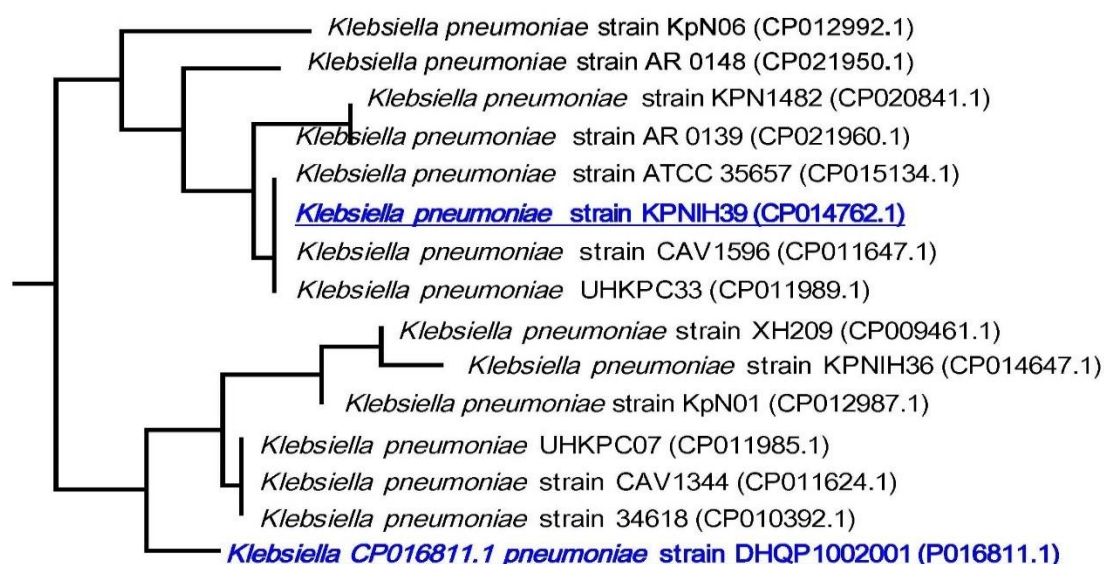 Klebsiella pneumoniae strain KpN06 (CP012992.1)
Klebsiella pneumoniae strain AR 0148 (CP021950.1)
Klebsiella pneumoniae strain KPN1482 (CP020841.1)
Klebsiella pneumoniae strain AR 0139 (CP021960.1)
Klebsiella pneumoniae strain ATCC 35657 (CP015134.1)
Klebsiella pneumoniae strain KPNIH39 (CP014762.1)
Klebsiella pneumoniae strain CAV1596 (CP011647.1)
Klebsiella pneumoniae UHKPC33 (CP011989.1)
Klebsiella pneumoniae strain XH209 (CP009461.1)
Klebsiella pneumoniae strain KPNIH36 (CP014647.1)
Klebsiella pneumoniae strain KpN01 (CP012987.1)
Klebsiella pneumoniae UHKPC07 (CP011985.1)
Klebsiella pneumoniae strain CAV1344 (CP011624.1)
Klebsiella pneumoniae strain 34618 (CP010392.1)
Klebsiella CP016811.1 pneumoniae strain DHQP1002001 (P016811.1)